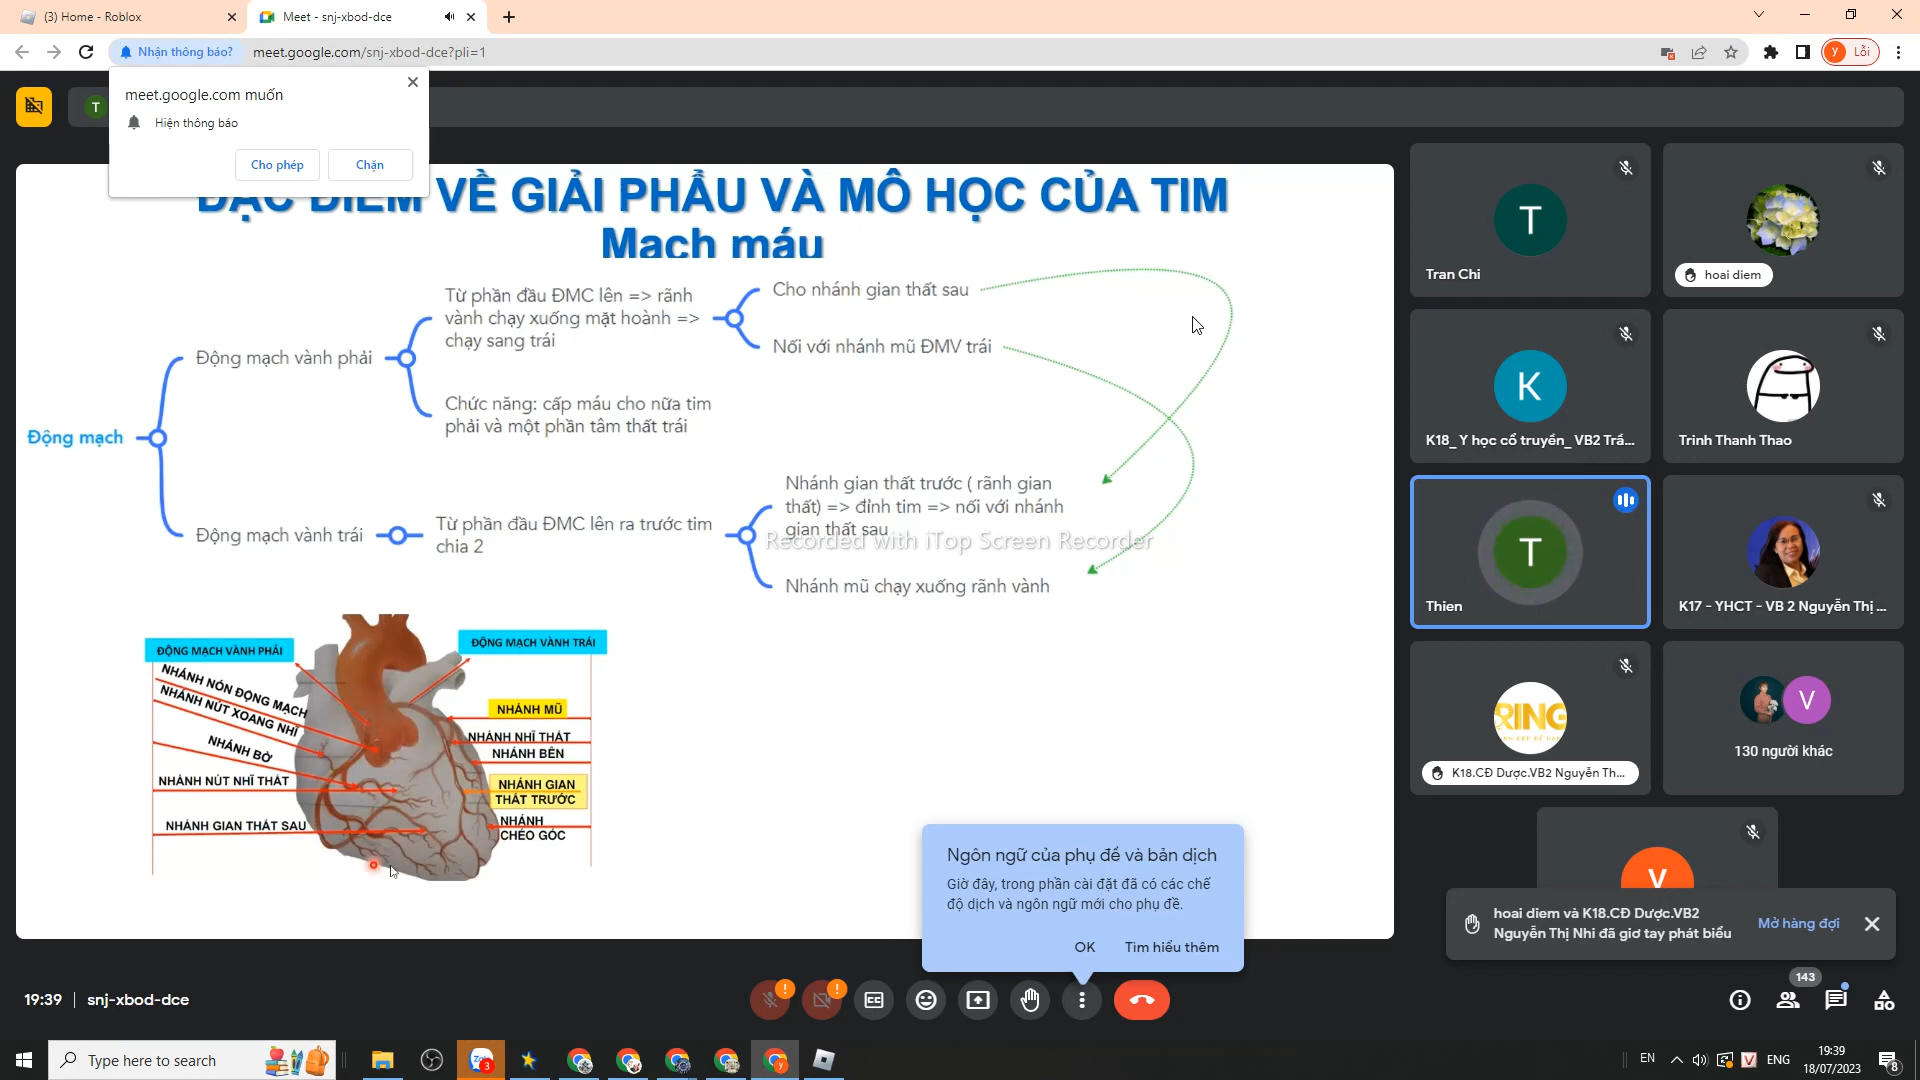 (3) Home - Roblox
Meet - snj-xbod-dce
Nhận thông báo?
meet.google.com/snj-xbod-dce?pli=1
y
Lỗi
meet.google.com muốn
Hiện thông báo
Cho phép
Chặn
T
ĐẶC ĐIỂM VỀ GIẢI PHẨU VÀ MÔ HỌC CỦA TIM
Mạch máu
Động mạch
Động mạch vành phải
Từ phần đầu ĐMC lên => rãnh
vành chạy xuống mặt hoành =>
chạy sang trái
Cho nhánh gian thất sau
Nối với nhánh mũ ĐMV trái
Chức năng: cấp máu cho nữa tim
phải và một phần tâm thất trái
Động mạch vành trái
Từ phần đầu ĐMC lên ra trước tim
chia 2
Nhánh gian thất trước ( rãnh gian
thất) => đỉnh tim => nối với nhánh
gian thất sau
Recorded with iTop Screen Recorder
Nhánh mũ chạy xuống rãnh vành
ĐỘNG MẠCH VÀNH PHẢI
NHÁNH NÓN ĐỘNG MẠCH
NHÁNH NÚT XOANG NHĨ
NHÁNH BỜ
NHÁNH NÚT NHĨ THẤT
NHÁNH GIAN THẤT SAU
ĐỘNG MẠCH VÀNH TRÁI
NHÁNH MŨ
NHÁNH NHĨ THẤT
NHÁNH BÊN
NHÁNH GIAN
THẤT TRƯỚC
NHÁNH
CHÉO GÓC
T
Tran Chi
hoai diem
K
K18_ Y học cổ truyền_ VB2 Trầ...
Trinh Thanh Thao
T
Thien
K17 - YHCT - VB 2 Nguyễn Thị ...
RING
K18.CĐ Dược.VB2 Nguyễn Th...
V
130 người khác
V
Ngôn ngữ của phụ đề và bản dịch
Giờ đây, trong phần cài đặt đã có các chế
độ dịch và ngôn ngữ mới cho phụ đề.
OK
Tìm hiểu thêm
hoai diem và K18.CĐ Dược.VB2
Nguyễn Thị Nhi đã giơ tay phát biểu
Mở hàng đợi
19:39
snj-xbod-dce
143
Type here to search
Zalo
3
y
EN
V
ENG
19:39
18/07/2023
8